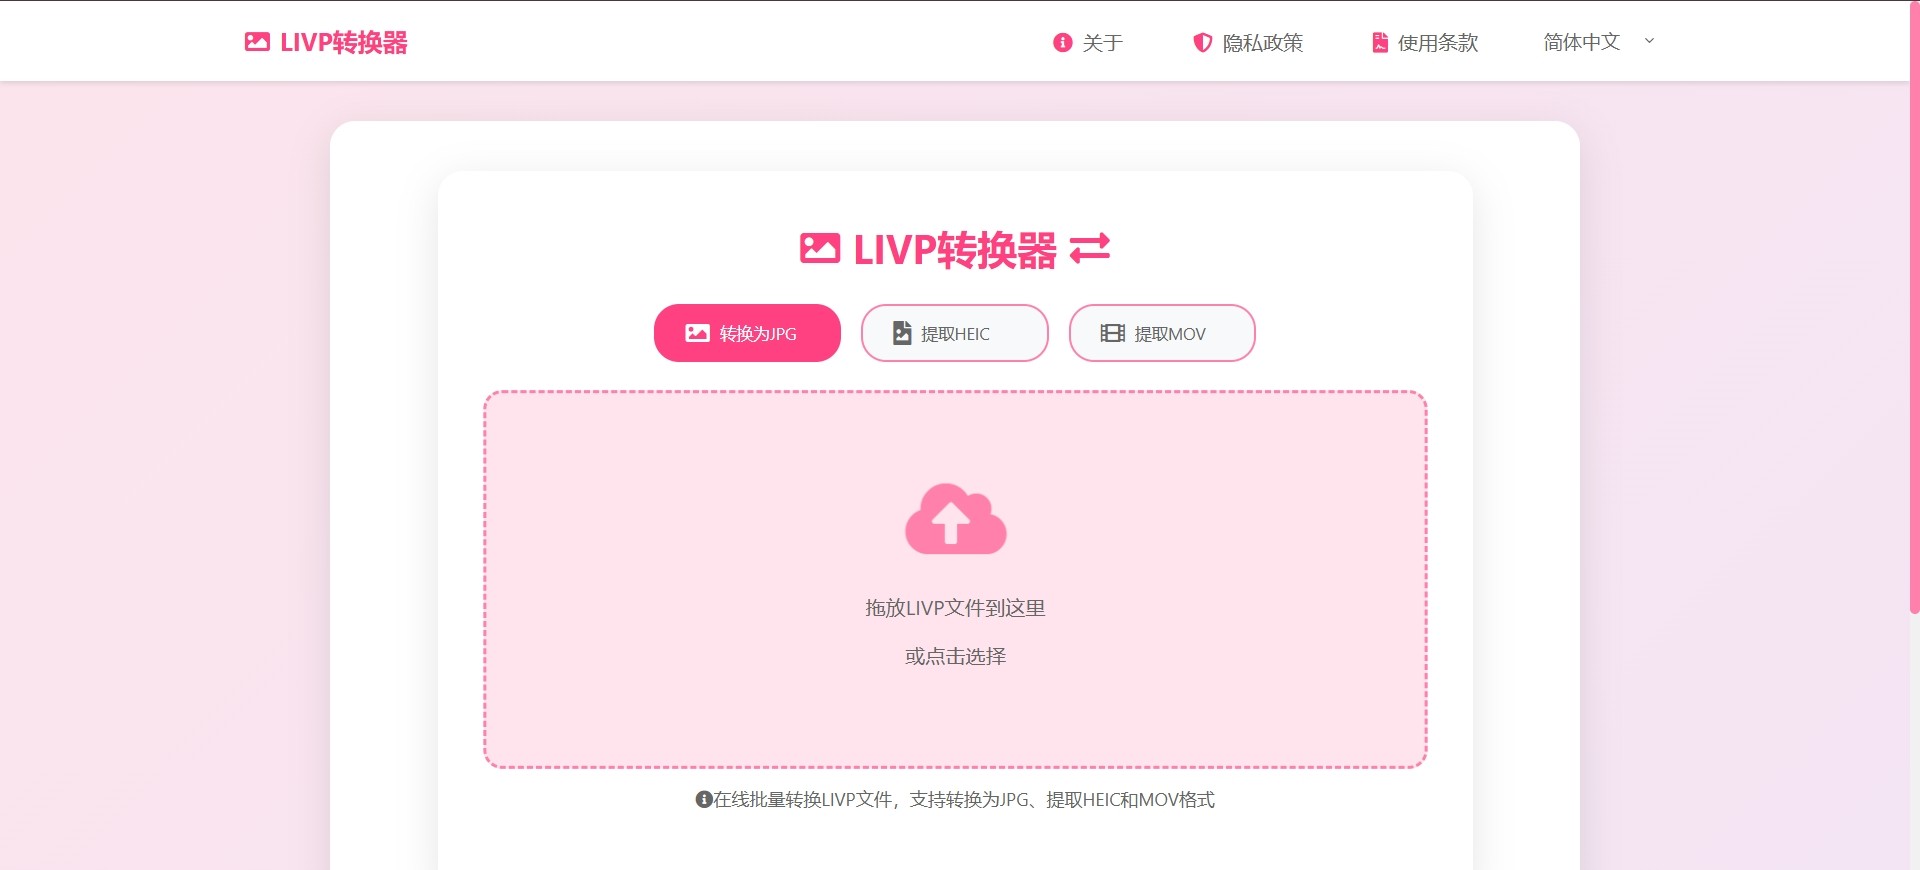 LIVP转换器
关于
隐私政策
使用条款
简体中文
LIVP转换器
转换为JPG
提取HEIC
提取MOV
拖放LIVP文件到这里
或点击选择
在线批量转换LIVP文件，支持转换为JPG、提取HEIC和MOV格式